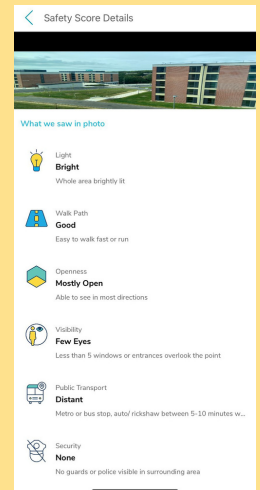 Safety Score Details
What we saw in photo
Light
Bright
Whole area brightly lit
Walk Path
Good
Easy to walk fast or run
Openness
Mostly Open
Able to see in most directions
Visibility
Few Eyes
Less than 5 windows or entrances overlook the point
Public Transport
Distant
Metro or bus stop, auto/ rickshaw between 5-10 minutes w...
Security
None
No guards or police visible in surrounding area